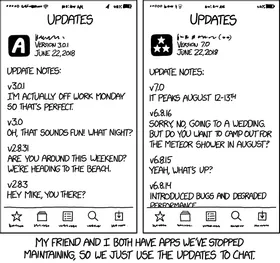 UPDATES
VERSION 3.0.1
JUNE 22, 2018
UPDATE NOTES:
V3.0.1
I'M ACTUALLY OFF WORK MONDAY
SO THAT'S PERFECT.
V3.0
OH, THAT SOUNDS FUN! WHAT NIGHT?
V2.8.31
ARE YOU AROUND THIS WEEKEND?
WE'RE HEADING TO THE BEACH.
V2.8.3
HEY MIKE, YOU THERE?
UPDATES
VERSION 7.0
JUNE 22, 2018
UPDATE NOTES:
V7.0
IT PEAKS AUGUST 12-13TH
V6.8.16
SORRY, NO, GOING TO A WEDDING.
BUT DO YOU WANT TO CAMP OUT FOR
THE METEOR SHOWER IN AUGUST?
V6.8.15
YEAH, WHAT'S UP?
V6.8.14
INTRODUCED BUGS AND DEGRADED
PERFORMANCE
MY FRIEND AND I BOTH HAVE APPS WE'VE STOPPED
MAINTAINING, SO WE JUST USE THE UPDATES TO CHAT.